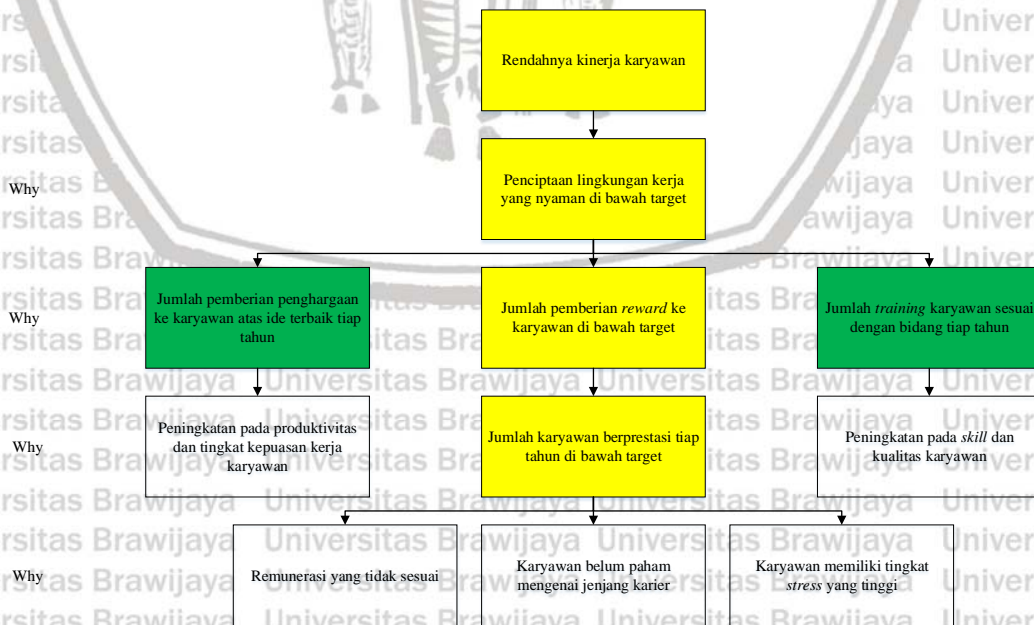 Rendahnya kinerja karyawan
Why
Penciptaan lingkungan kerja
yang nyaman di bawah target
Why
Jumlah pemberian penghargaan
ke karyawan atas ide terbaik tiap
tahun
Jumlah pemberian reward ke
karyawan di bawah target
Jumlah training karyawan sesuai
dengan bidang tiap tahun
Why
Peningkatan pada produktivitas
dan tingkat kepuasan kerja
karyawan
Jumlah karyawan berprestasi tiap
tahun di bawah target
Peningkatan pada skill dan
kualitas karyawan
Why
Remunerasi yang tidak sesuai
Karyawan belum paham
mengenai jenjang karier
Karyawan memiliki tingkat
stress yang tinggi